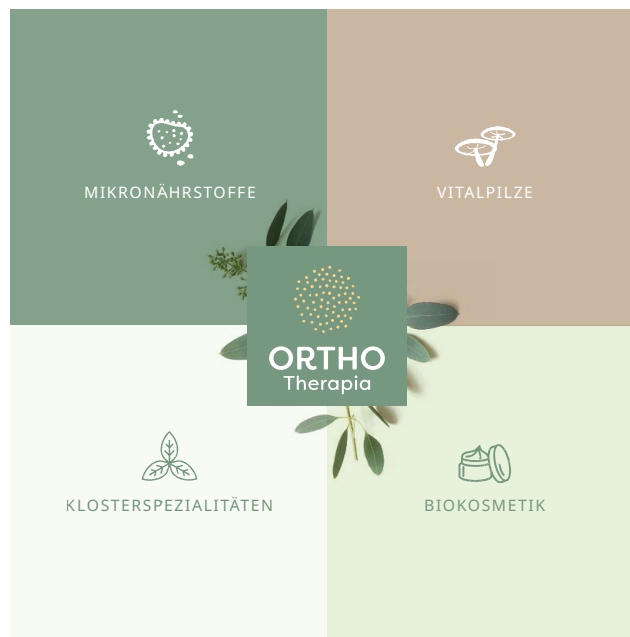 MIKRONÄHRSTOFFE
VITALPILZE
ORTHO
Therapia
KLOSTERSPEZIALITÄTEN
BIOKOSMETIK